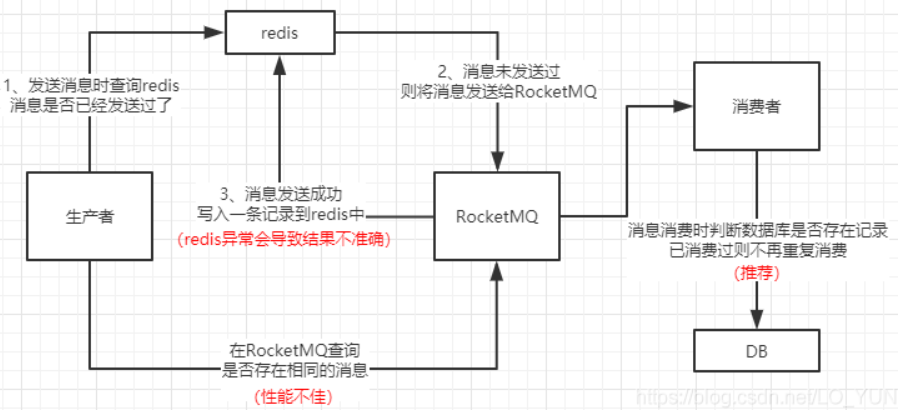 redis
1、发送消息时查询redis
消息是否已经发送过了
2、消息未发送过
则将消息发送给RocketMQ
消费者
生产者
3、消息发送成功
写入一条记录到redis中
(redis异常会导致结果不准确)
RocketMQ
消息消费时判断数据库是否存在记录
已消费过则不再重复消费
(推荐)
在RocketMQ查询
是否存在相同的消息
(性能不佳)
DB
https://blog.csdn.net/LO_YUN